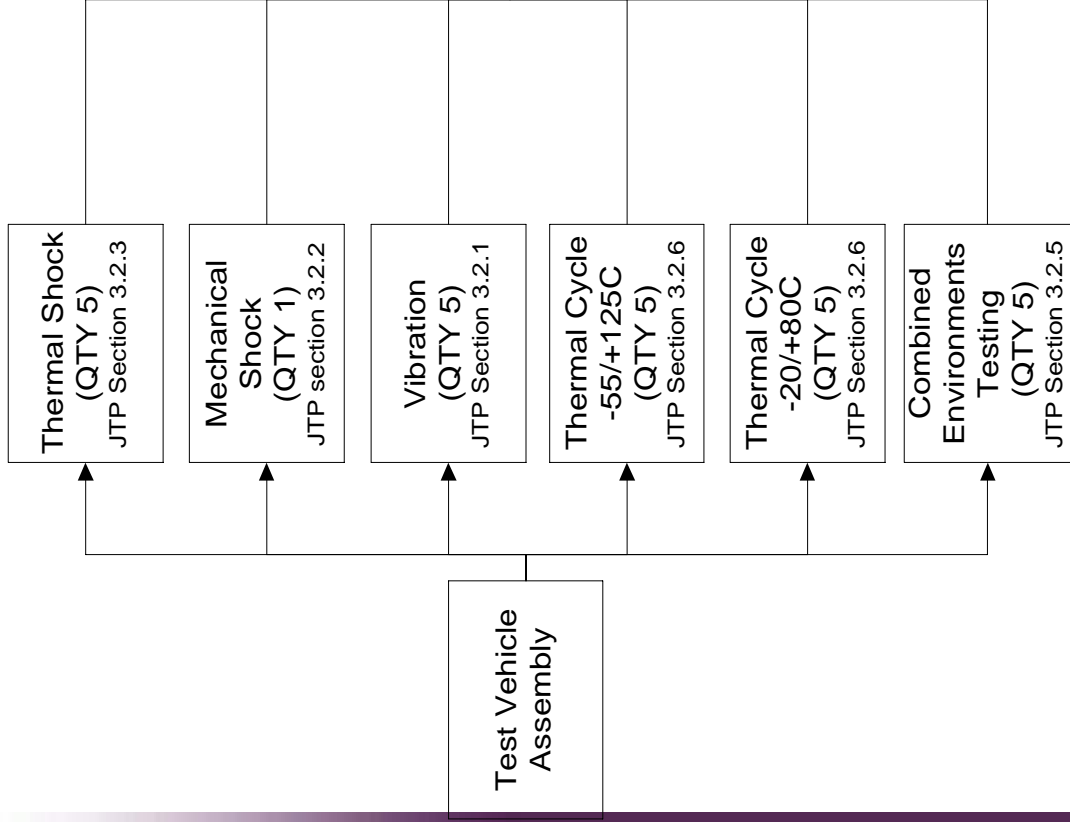 Test Vehicle
Assembly
Thermal Shock
(QTY 5)
JTP Section 3.2.3
Mechanical
Shock
(QTY 1)
JTP section 3.2.2
Vibration
(QTY 5)
JTP Section 3.2.1
Thermal Cycle
-55/+125C
(QTY 5)
JTP Section 3.2.6
Thermal Cycle
-20/+80C
(QTY 5)
JTP Section 3.2.6
Combined
Environments
Testing
(QTY 5)
JTP Section 3.2.5